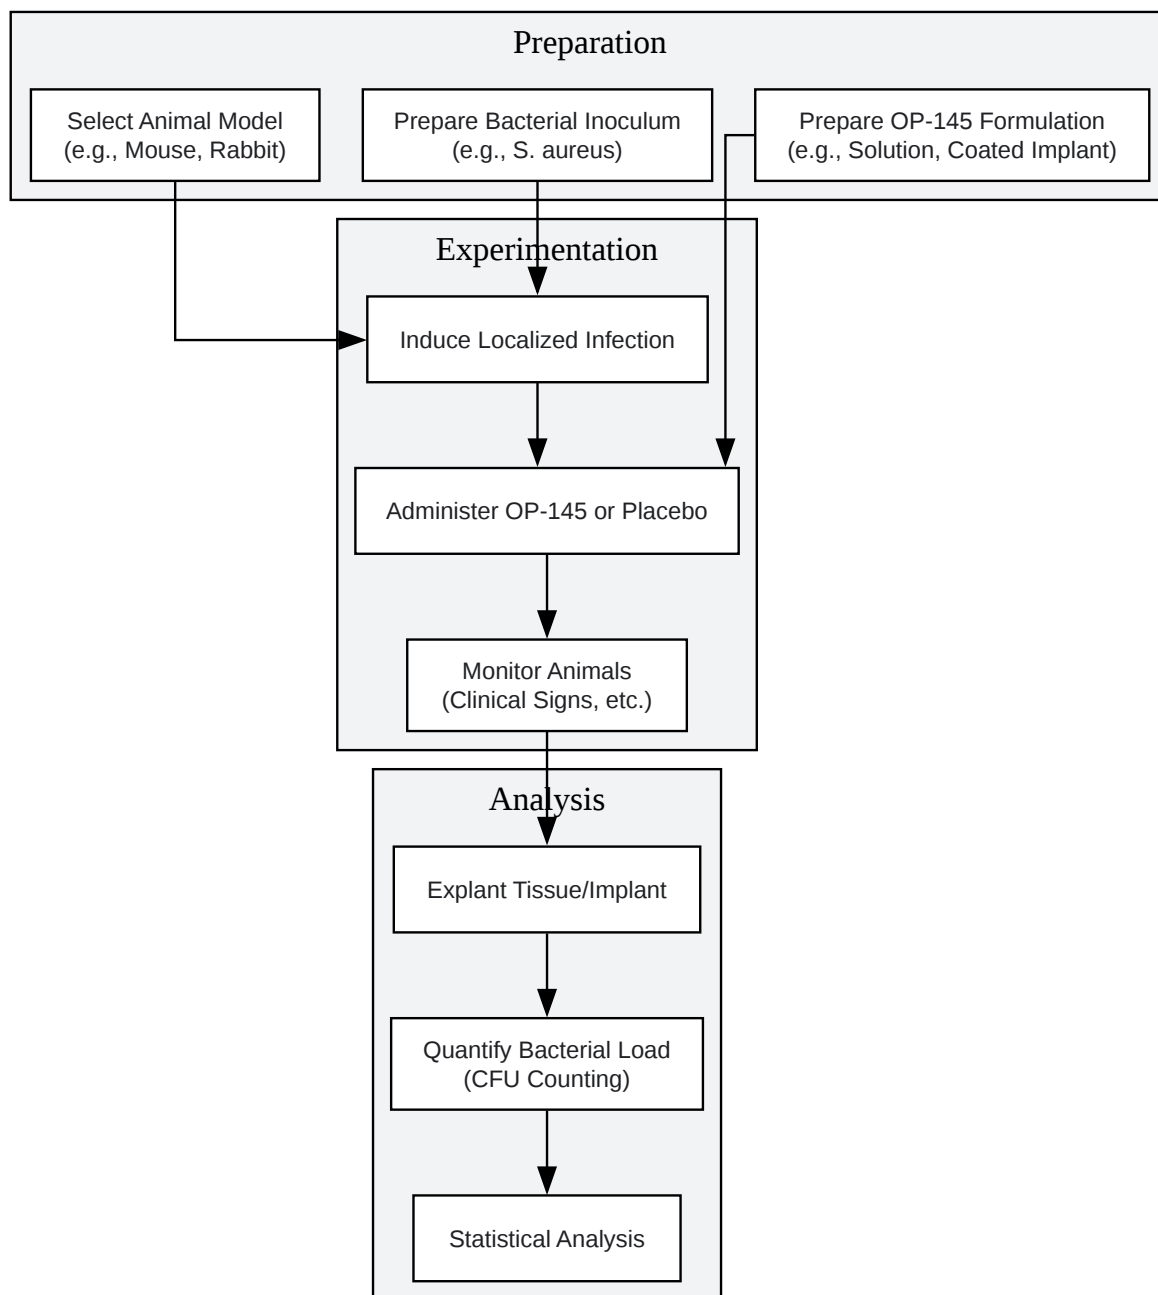 Preparation
Select Animal Model
(e.g., Mouse, Rabbit)
Prepare Bacterial Inoculum
(e.g., S. aureus)
Prepare OP-145 Formulation
(e.g., Solution, Coated Implant)
Experimentation
Induce Localized Infection
Administer OP-145 or Placebo
Monitor Animals
(Clinical Signs, etc.)
Analysis
Explant Tissue/Implant
Quantify Bacterial Load
(CFU Counting)
Statistical Analysis